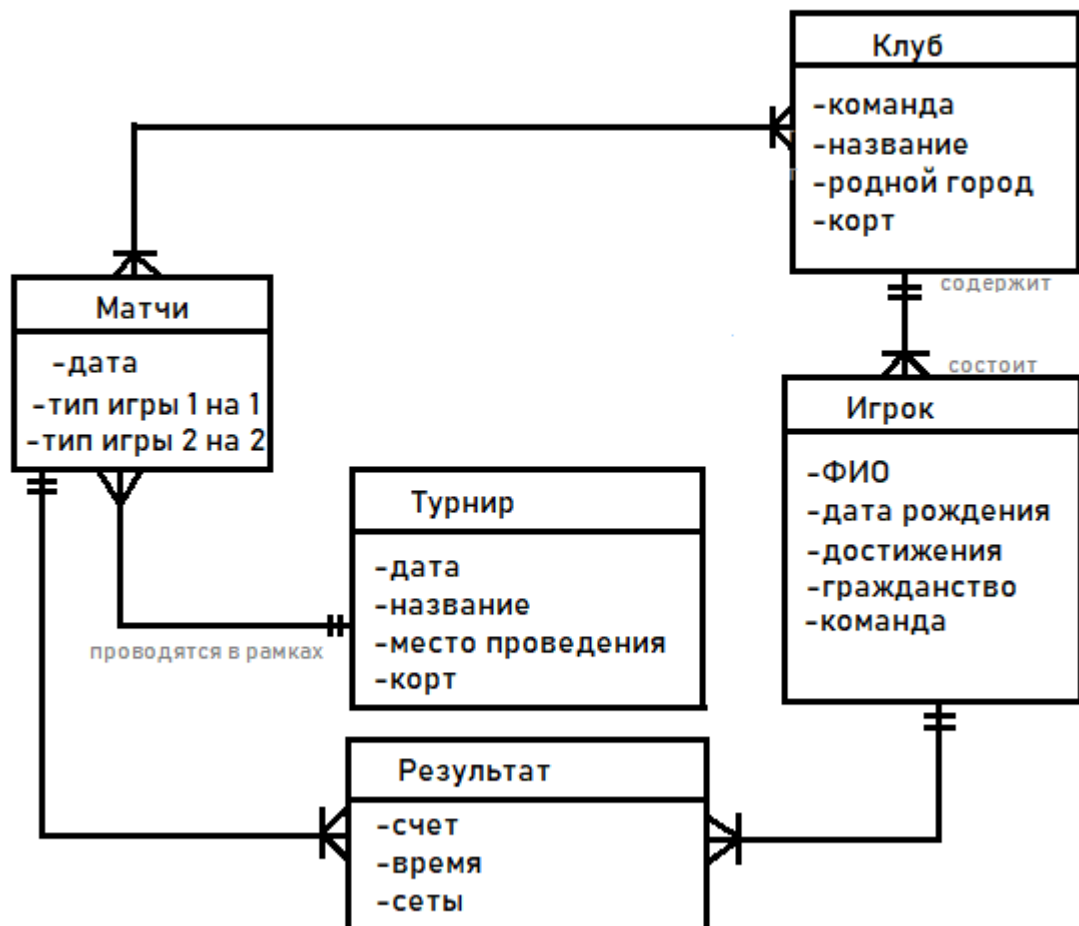 Клуб
-команда
-название
-родной город
-корт
содержит
состоит
Матчи
-дата
-тип игры 1 на 1
-тип игры 2 на 2
Игрок
-ФИО
-дата рождения
-достижения
-гражданство
-команда
Турнир
-дата
-название
-место проведения
-корт
проводятся в рамках
Результат
-счет
-время
-сеты